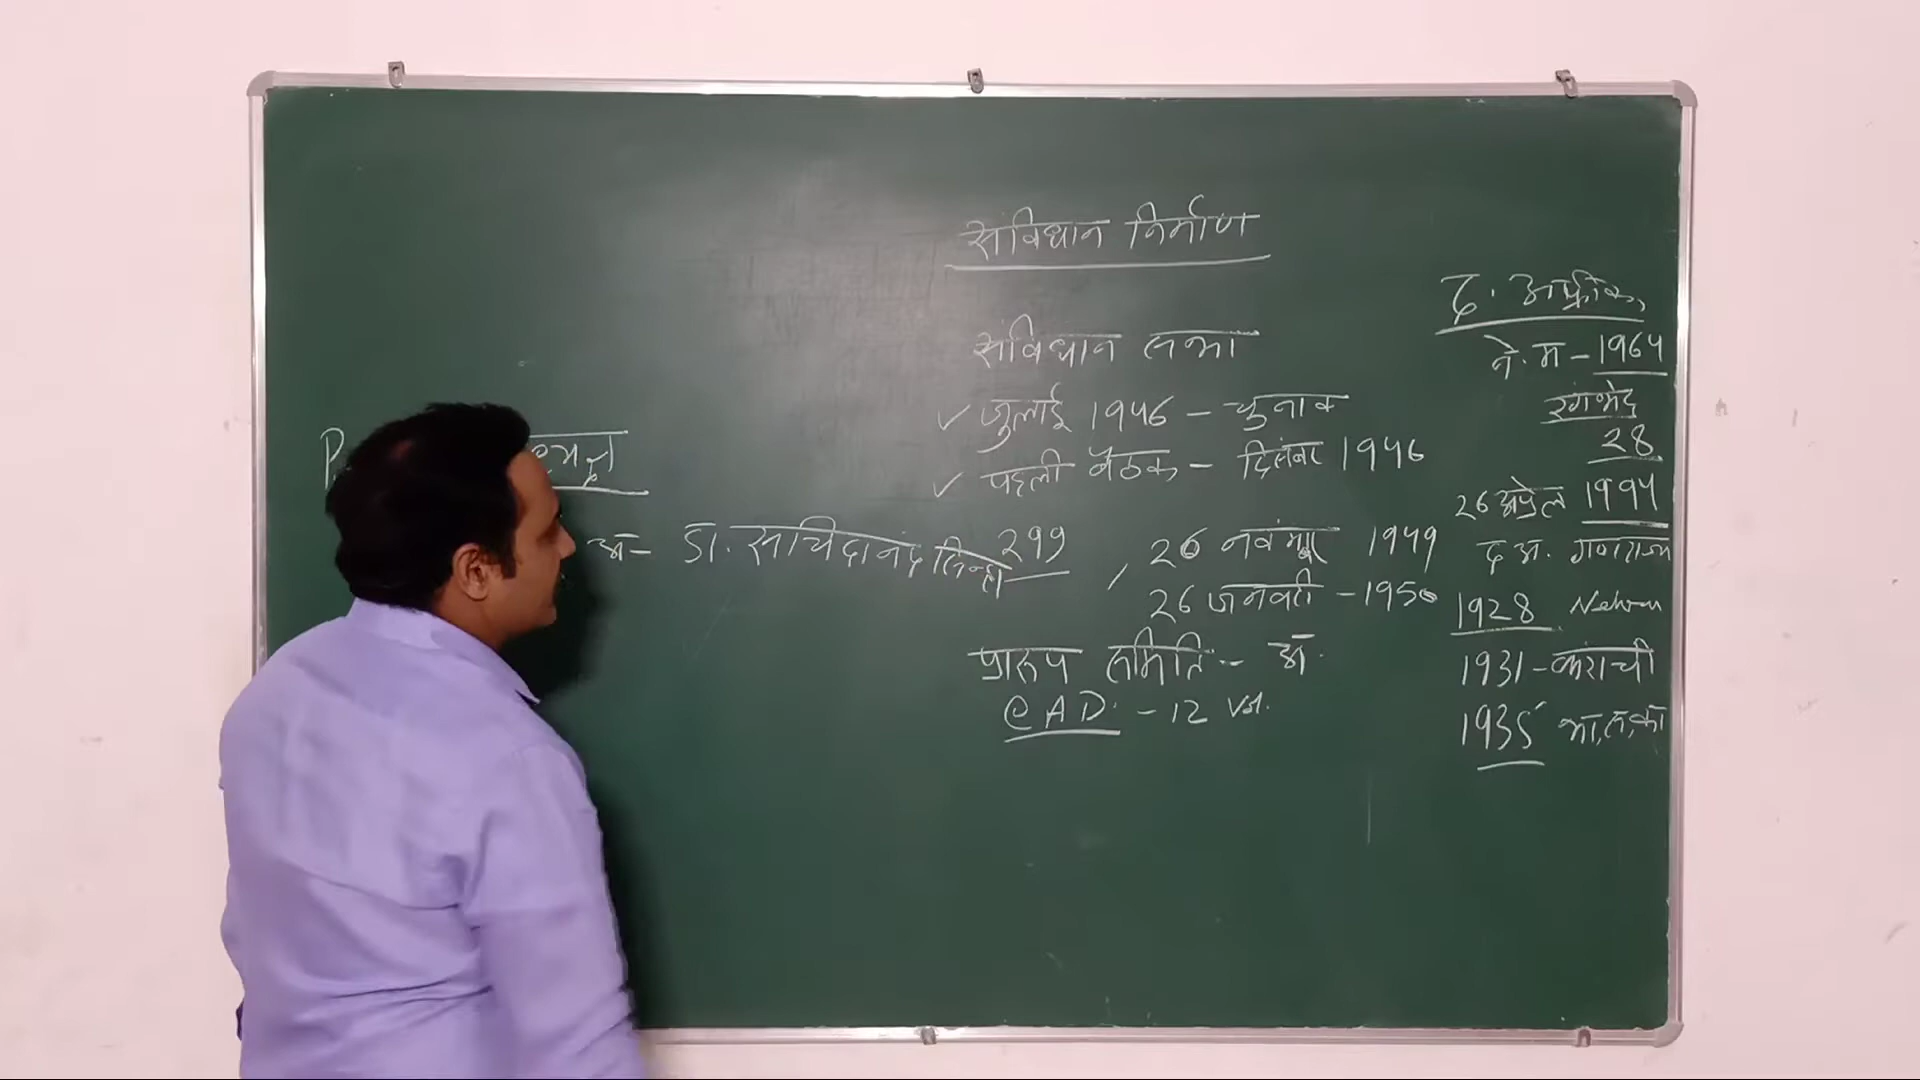 संविधान निर्माण
संविधान सभा
✓ जुलाई 1946 - चुनाव
✓ पहली बैठक - दिसंबर 1946
299 , 26 नवंम्बर 1949
26 जनवरी - 1950
प्रारूप समिति - अं.
CAD. - 12 Vol.
P
अ - डा. सच्चिदानंद सिन्हा
द. अफ्रीका
ने. म - 1964
रंगभेद
28
26 अप्रैल 1994
द अ. गणराज्य
1928 Nehru
1931 - करांची
1935